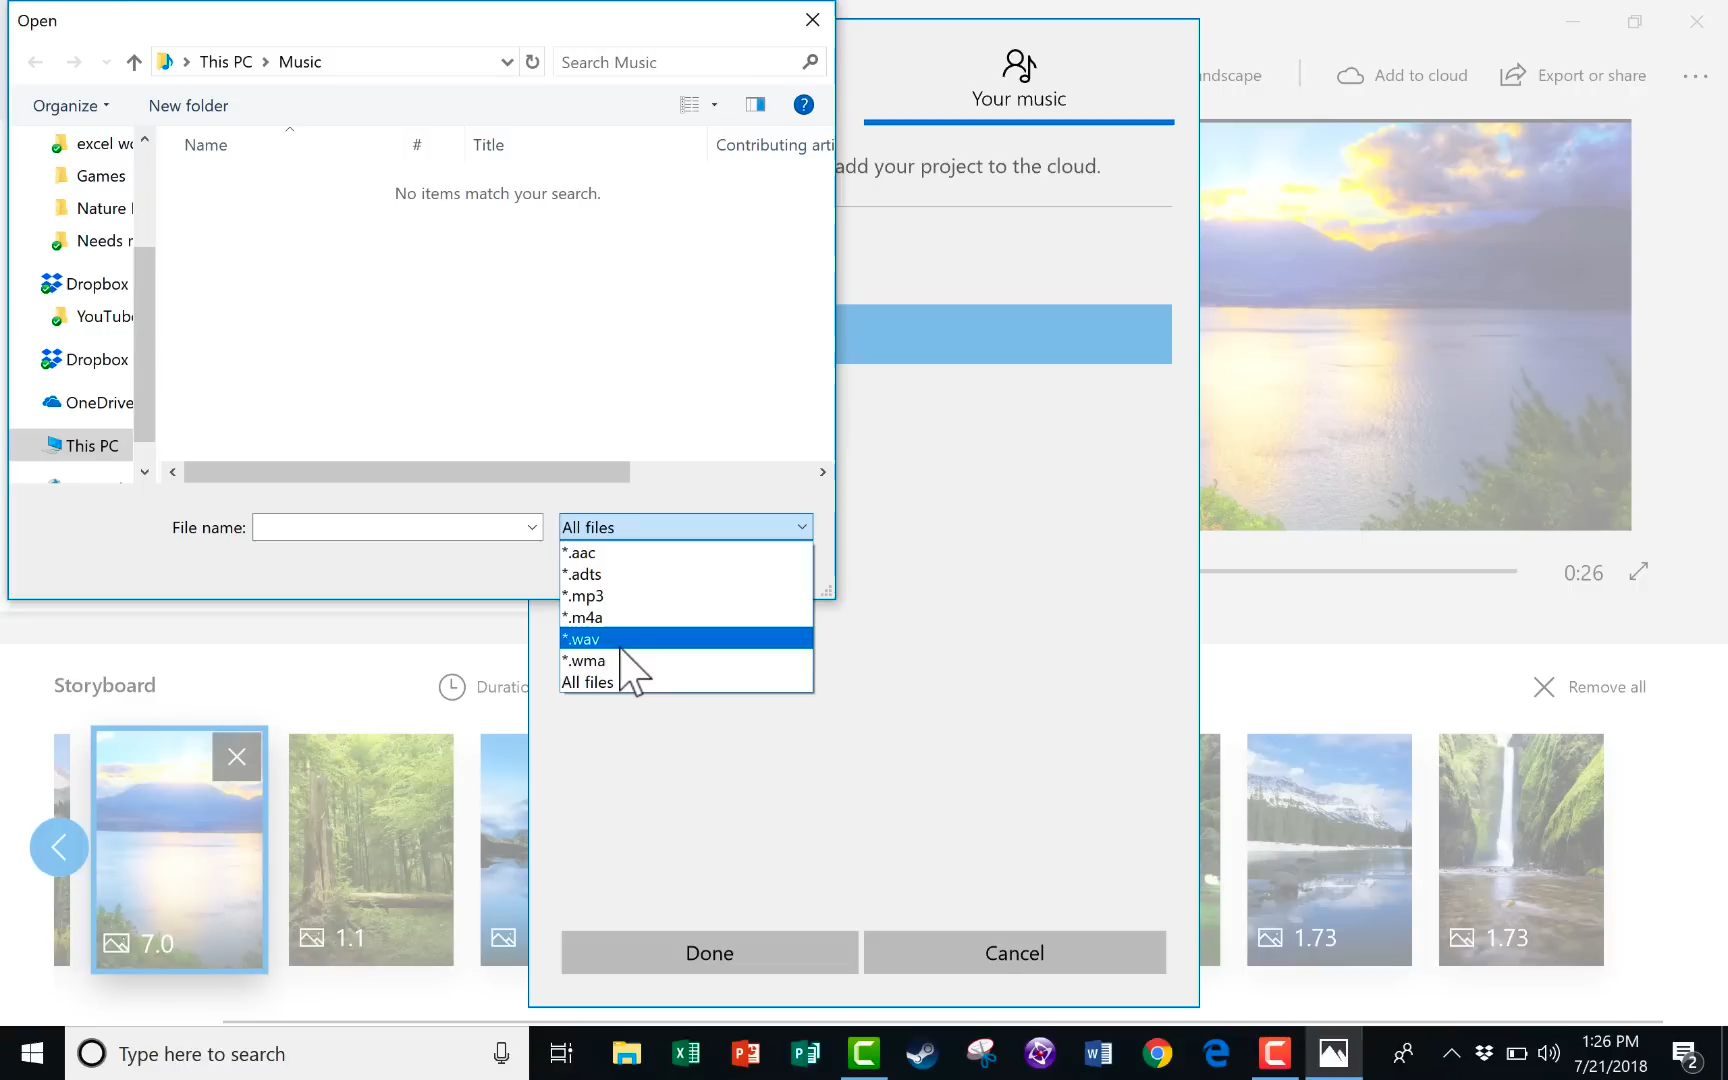 Open
This PC > Music
Search Music
Organize
New folder
Name
#
Title
Contributing arti
No items match your search.
excel wo
Games
Nature
Needs r
Dropbox
YouTube
Dropbox
OneDrive
This PC
File name:
All files
*.aac
*.adts
*.mp3
*.m4a
*.wav
*.wma
All files
Your music
add your project to the cloud.
Done
Cancel
ndscape
Add to cloud
Export or share
0:26
Storyboard
Duratio
Remove all
7.0
1.1
1.73
1.73
Type here to search
1:26 PM
7/21/2018
2